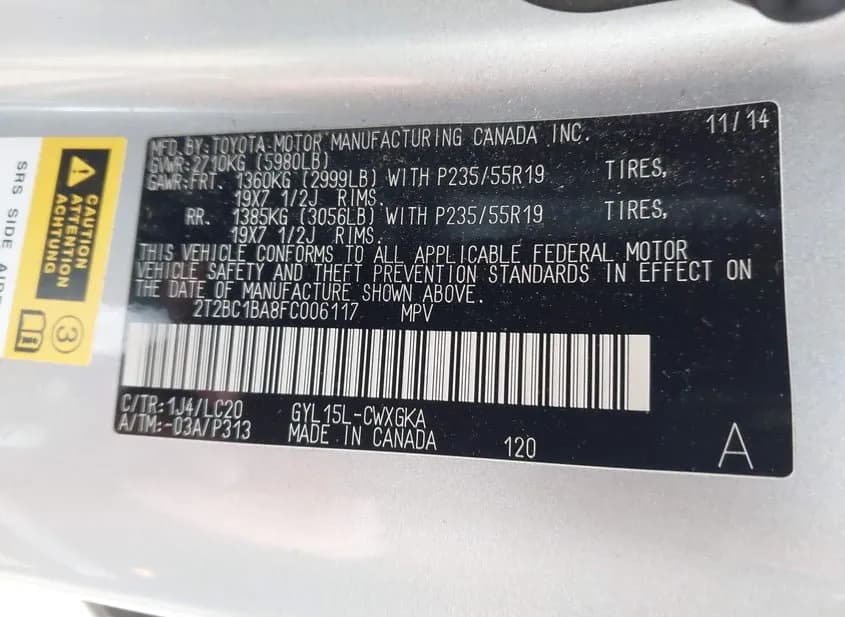 MFD. BY: TOYOTA MOTOR MANUFACTURING CANADA INC. 11/14
GVWR: 2710KG (5980LB)
GAWR: FRT. 1360KG (2999LB) WITH P235/55R19 TIRES,
19X7 1/2J RIMS.
RR. 1385KG (3056LB) WITH P235/55R19 TIRES,
19X7 1/2J RIMS.
THIS VEHICLE CONFORMS TO ALL APPLICABLE FEDERAL MOTOR
VEHICLE SAFETY AND THEFT PREVENTION STANDARDS IN EFFECT ON
THE DATE OF MANUFACTURE SHOWN ABOVE.
2T2BC1BA8FC006117 MPV
C/TR: 1J4/LC20 GYL15L-CWXGKA
A/TM: -03A/P313 MADE IN CANADA 120 A
CAUTION
ATTENTION
ACHTUNG
3
SRS SIDE